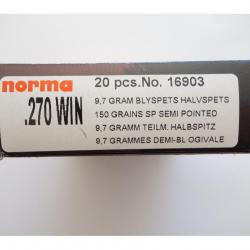 norma
.270 WIN
20 pcs.No. 16903
9,7 GRAM BLYSPETS HALVSPETS
150 GRAINS SP SEMI POINTED
9,7 GRAMM TEILM. HALBSPITZ
9,7 GRAMMES DEMI-BL OGIVALE